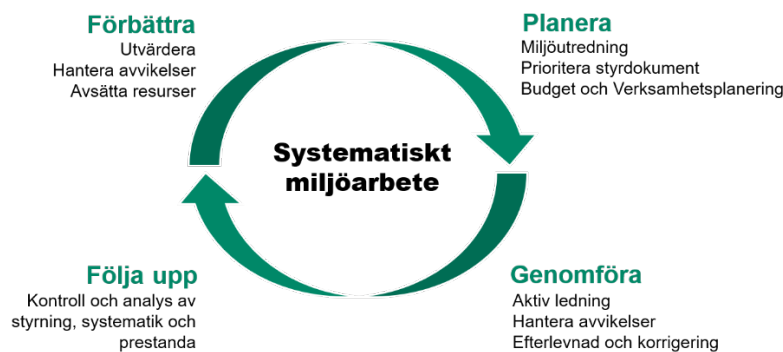 Förbättra
Utvärdera
Hantera avvikelser
Avsätta resurser
Planera
Miljöutredning
Prioritera styrdokument
Budget och Verksamhetsplanering
Systematiskt
miljöarbete
Följa upp
Kontroll och analys av
styrning, systematik och
prestanda
Genomföra
Aktiv ledning
Hantera avvikelser
Efterlevnad och korrigering